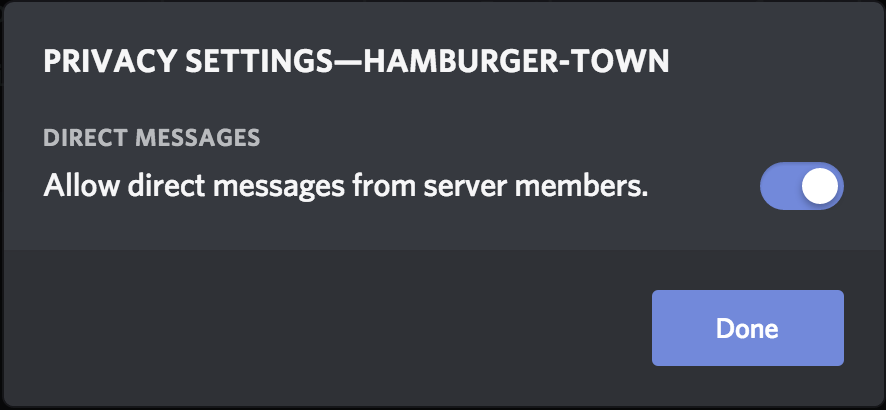 PRIVACY SETTINGS—HAMBURGER-TOWN
DIRECT MESSAGES
Allow direct messages from server members.
Done